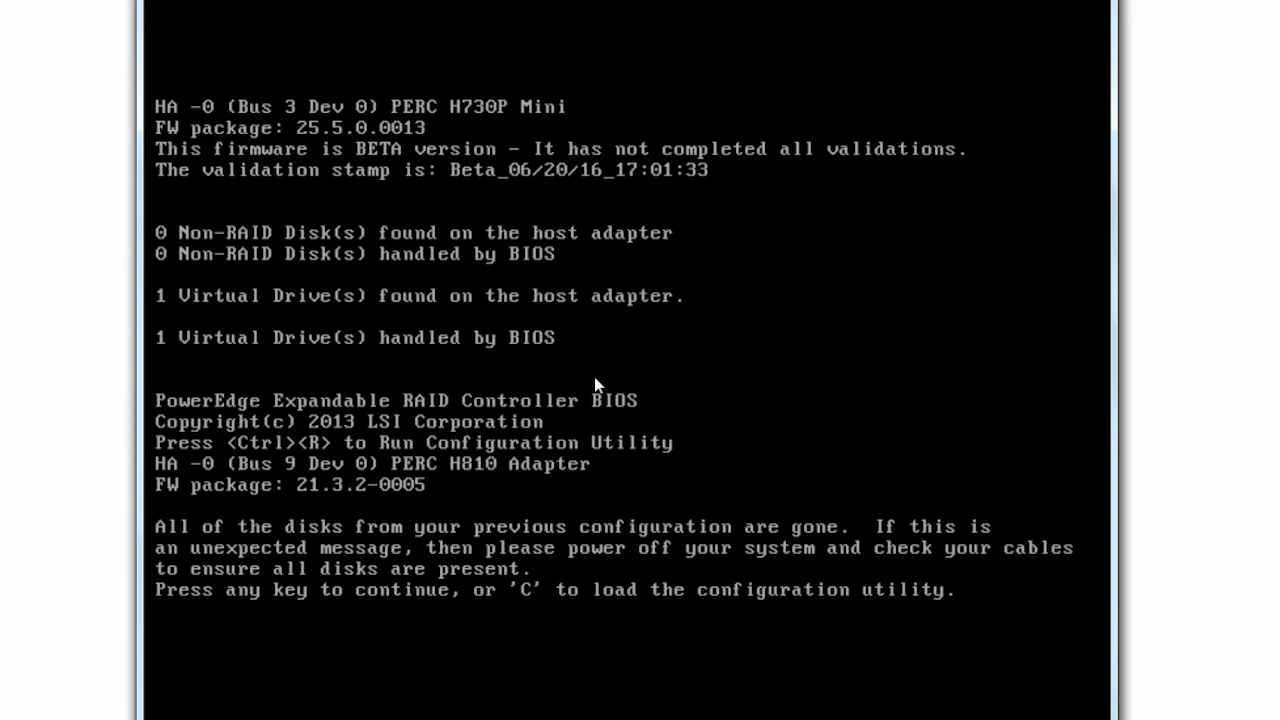 HA -0 (Bus 3 Dev 0) PERC H730P Mini
FW package: 25.5.0.0013
This firmware is BETA version - It has not completed all validations.
The validation stamp is: Beta_06/20/16_17:01:33
0 Non-RAID Disk(s) found on the host adapter
0 Non-RAID Disk(s) handled by BIOS
1 Virtual Drive(s) found on the host adapter.
1 Virtual Drive(s) handled by BIOS
PowerEdge Expandable RAID Controller BIOS
Copyright(c) 2013 LSI Corporation
Press <Ctrl><R> to Run Configuration Utility
HA -0 (Bus 9 Dev 0) PERC H810 Adapter
FW package: 21.3.2-0005
All of the disks from your previous configuration are gone.  If this is
an unexpected message, then please power off your system and check your cables
to ensure all disks are present.
Press any key to continue, or 'C' to load the configuration utility.